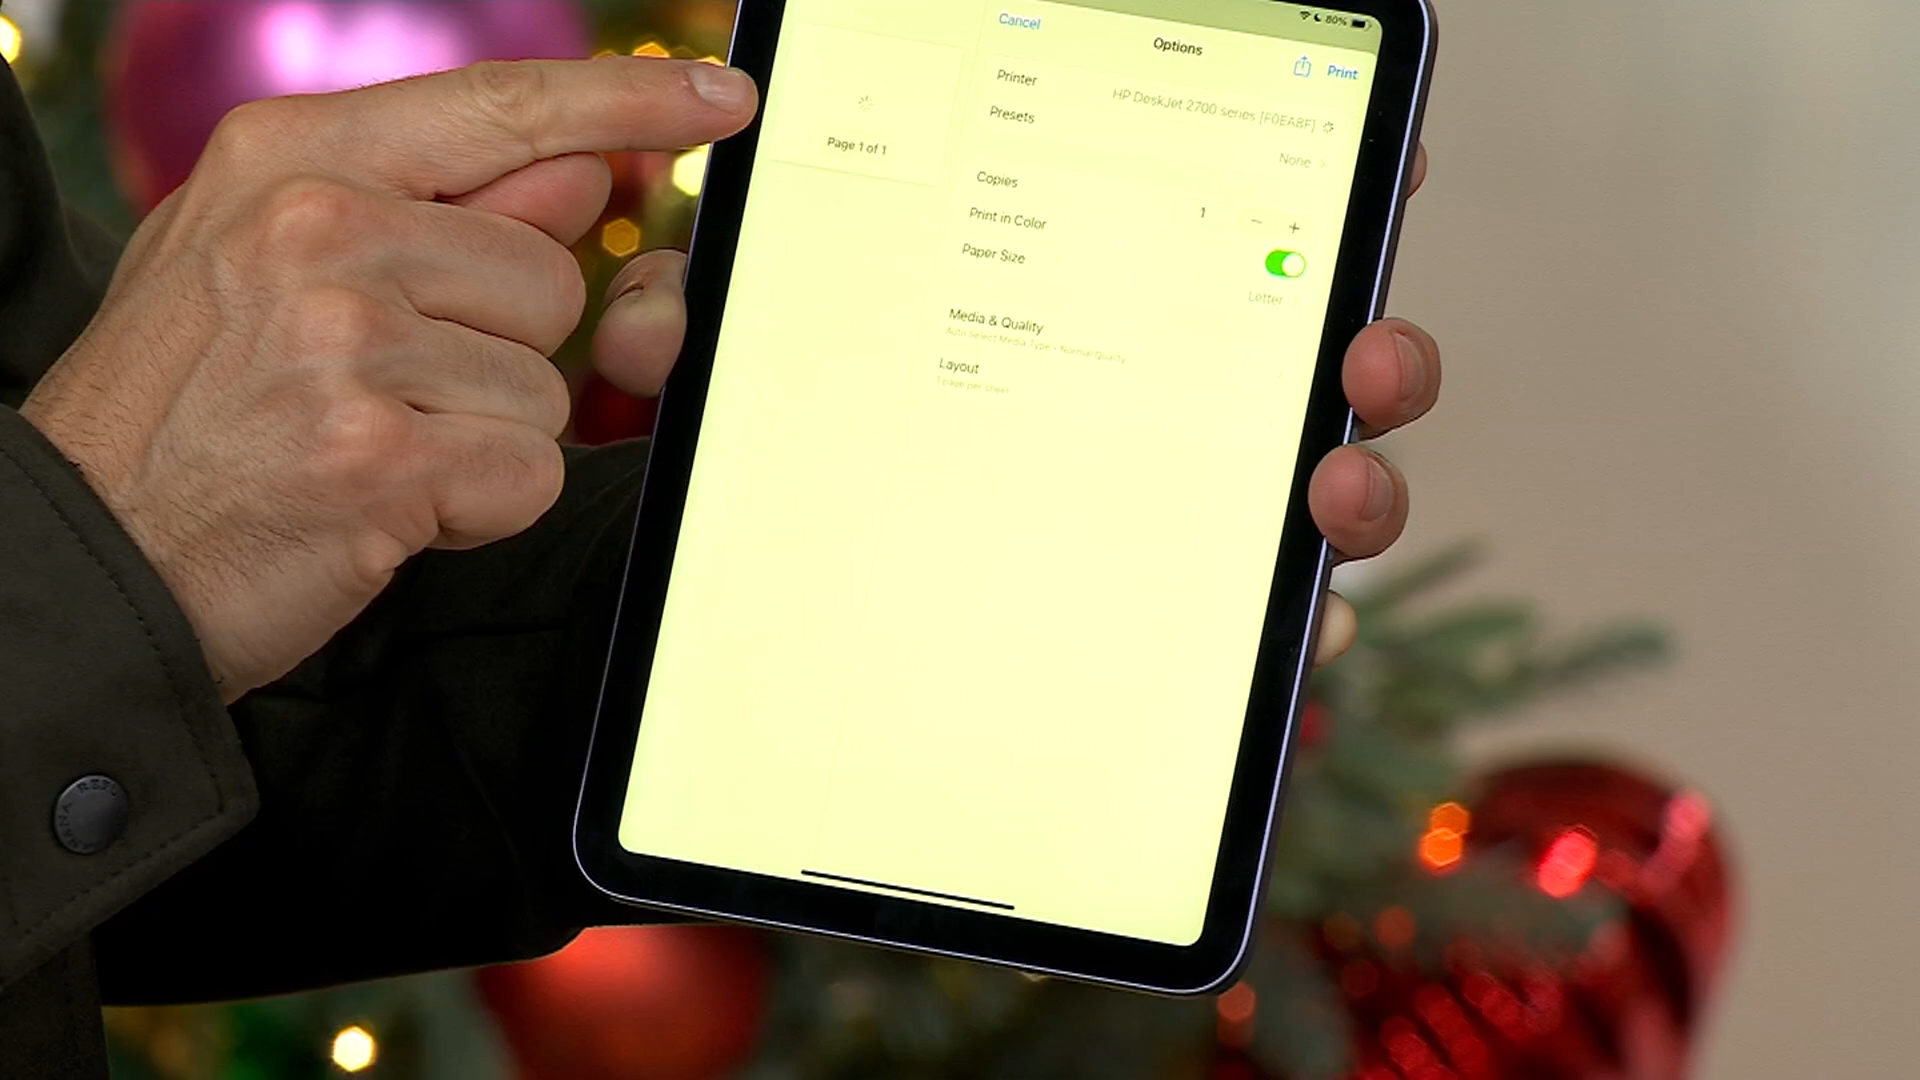 80%
Cancel
Options
Print
Printer
HP DeskJet 2700 series [F0EA8F]
Presets
None
Page 1 of 1
Copies
1
Print in Color
Paper Size
Letter
Media & Quality
Auto Select Media Type - Normal Quality
Layout
1 page per sheet